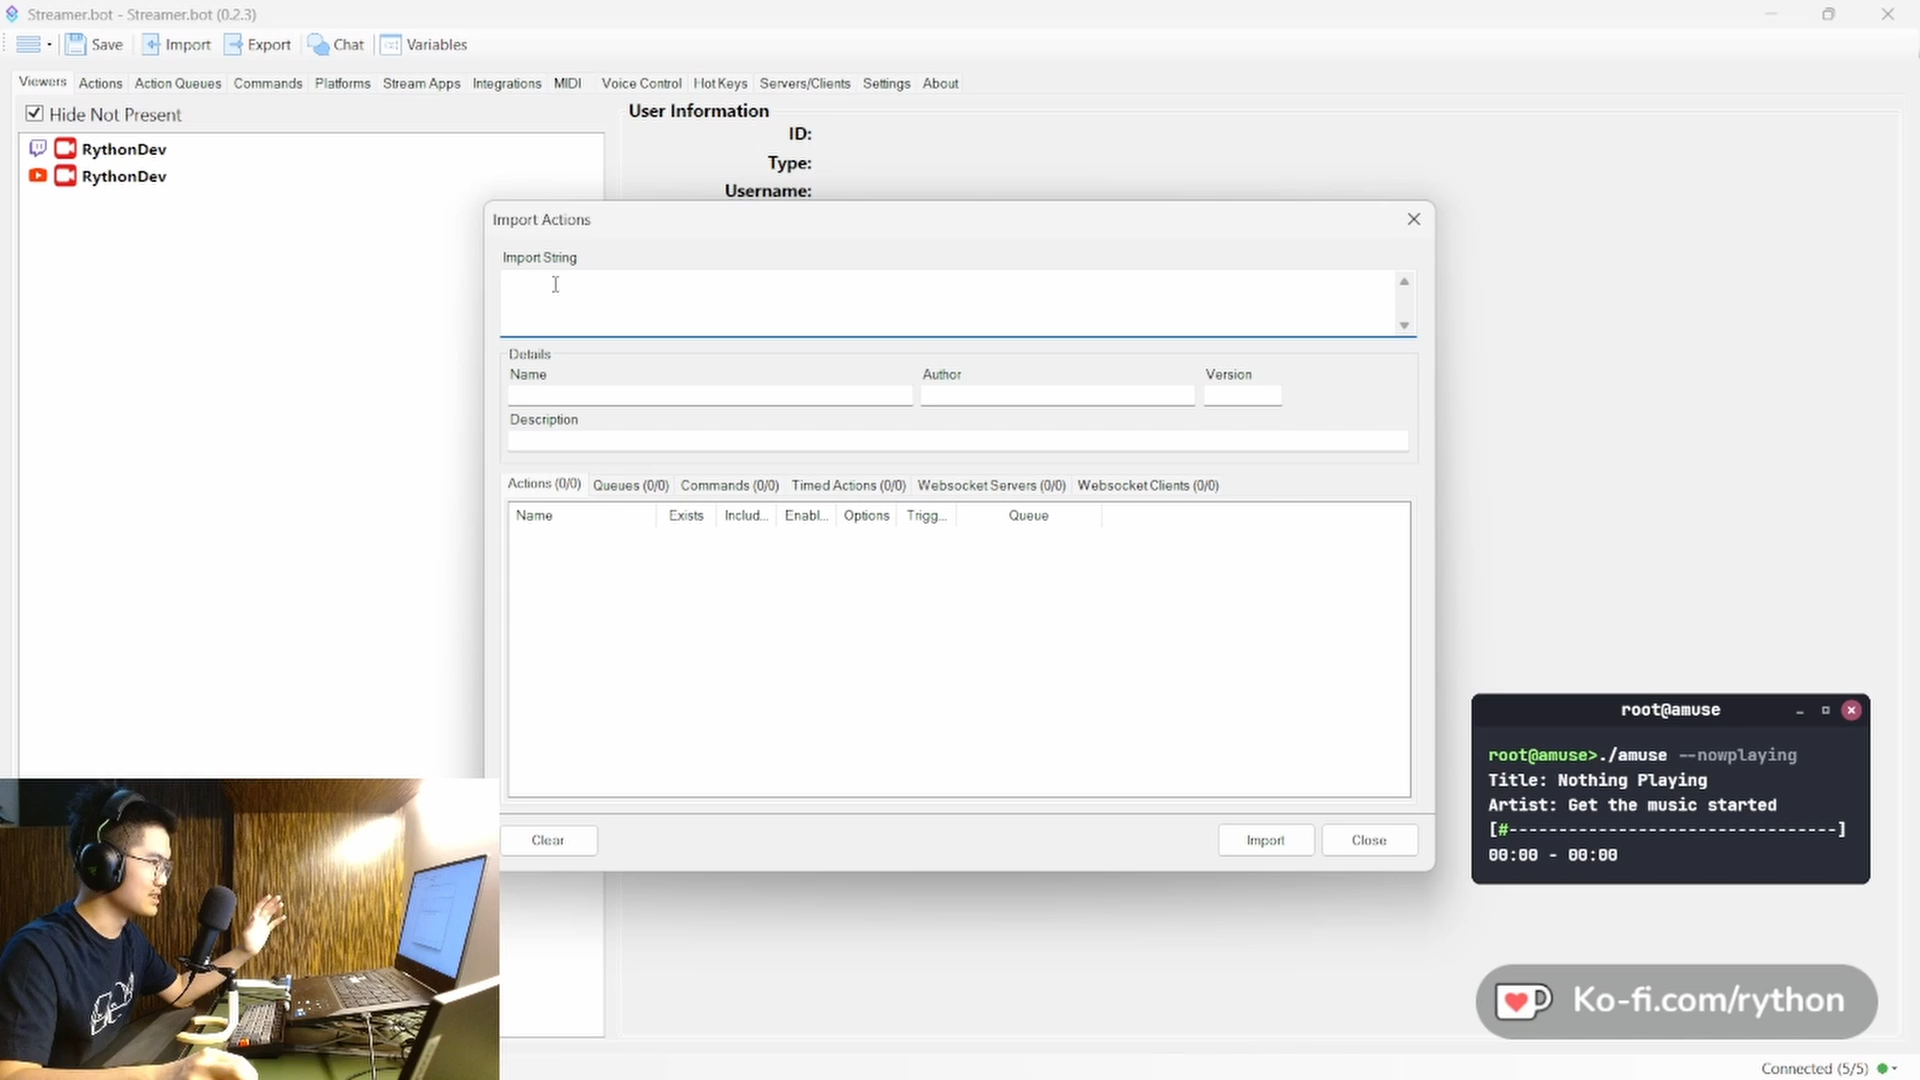 Streamer.bot - Streamer.bot (0.2.3)
Save Import Export Chat Variables
Viewers Actions Action Queues Commands Platforms Stream Apps Integrations MIDI Voice Control Hot Keys Servers/Clients Settings About
Hide Not Present
RythonDev
RythonDev
User Information
ID:
Type:
Username:
Import Actions
Import String
Details
Name Author Version
Description
Actions (0/0) Queues (0/0) Commands (0/0) Timed Actions (0/0) Websocket Servers (0/0) Websocket Clients (0/0)
Name Exists Includ... Enabl... Options Trigg... Queue
Clear Import Close
root@amuse
root@amuse>./amuse --nowplaying
Title: Nothing Playing
Artist: Get the music started
[#----------------------------------]
00:00 - 00:00
Ko-fi.com/rython
Connected (5/5)